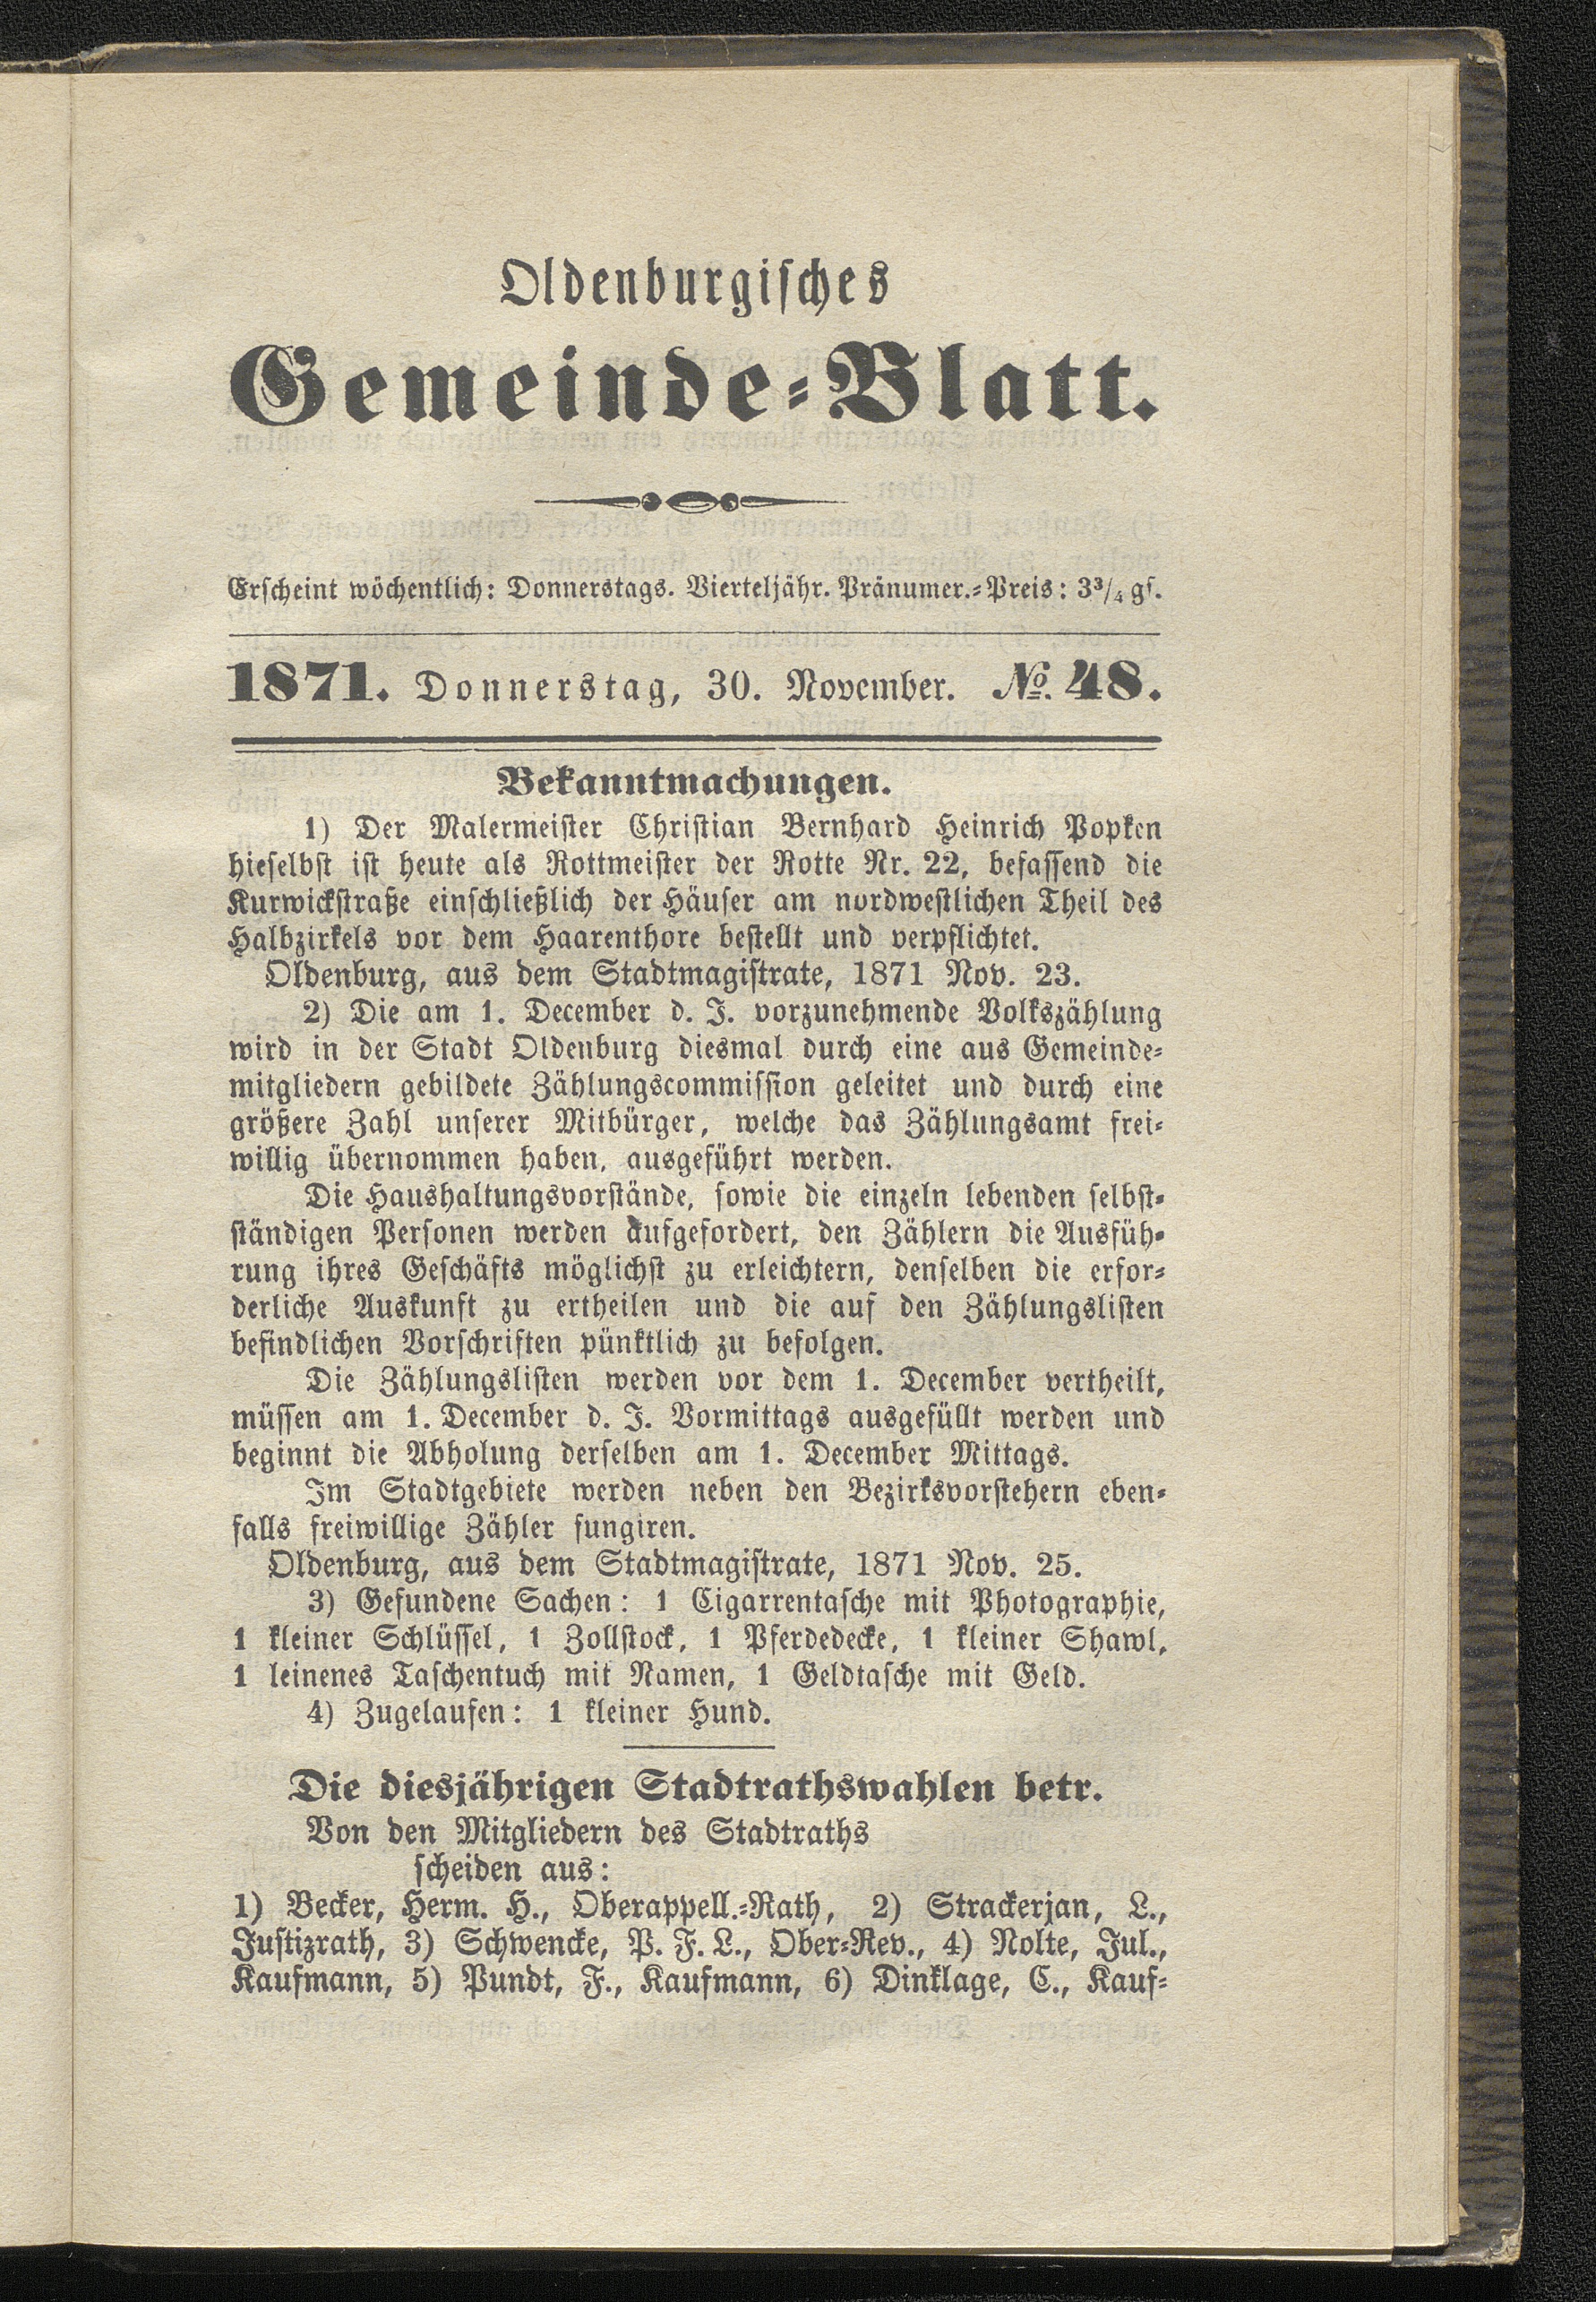 Oldenburgisches
Gemeinde-Blatt.
Erscheint wöchentlich: Donnerstags. Vierteljähr. Pränumer.-Preis: 3¾ gs.
1871. Donnerstag, 30. November. No. 48.
Bekanntmachungen.
1) Der Malermeister Christian Bernhard Heinrich Popken
hieselbst ist heute als Rottmeister der Rotte Nr. 22, befassend die
Kurwickstraße einschließlich der Häuser am nordwestlichen Theil des
Halbzirkels vor dem Haarenthore bestellt und verpflichtet.
Oldenburg, aus dem Stadtmagistrate, 1871 Nov. 23.
2) Die am 1. December d. J. vorzunehmende Volkszählung
wird in der Stadt Oldenburg diesmal durch eine aus Gemeinde-
mitgliedern gebildete Zählungscommission geleitet und durch eine
größere Zahl unserer Mitbürger, welche das Zählungsamt frei-
willig übernommen haben, ausgeführt werden.
Die Haushaltungsvorstände, sowie die einzeln lebenden selbst-
ständigen Personen werden aufgefordert, den Zählern die Ausfüh-
rung ihres Geschäfts möglichst zu erleichtern, denselben die erfor-
derliche Auskunft zu ertheilen und die auf den Zählungslisten
befindlichen Vorschriften pünktlich zu befolgen.
Die Zählungslisten werden vor dem 1. December vertheilt,
müssen am 1. December d. J. Vormittags ausgefüllt werden und
beginnt die Abholung derselben am 1. December Mittags.
Im Stadtgebiete werden neben den Bezirksvorstehern eben-
falls freiwillige Zähler fungiren.
Oldenburg, aus dem Stadtmagistrate, 1871 Nov. 25.
3) Gefundene Sachen: 1 Cigarrentasche mit Photographie,
1 kleiner Schlüssel, 1 Zollstock, 1 Pferdedecke, 1 kleiner Shawl,
1 leinenes Taschentuch mit Namen, 1 Geldtasche mit Geld.
4) Zugelaufen: 1 kleiner Hund.
Die diesjährigen Stadtrathswahlen betr.
Von den Mitgliedern des Stadtraths
scheiden aus:
1) Becker, Herm. H., Oberappell.-Rath, 2) Strackerjan, L.,
Justizrath, 3) Schwencke, P. F. L., Ober-Rev., 4) Nolte, Jul.,
Kaufmann, 5) Pundt, F., Kaufmann, 6) Dinklage, C., Kauf-